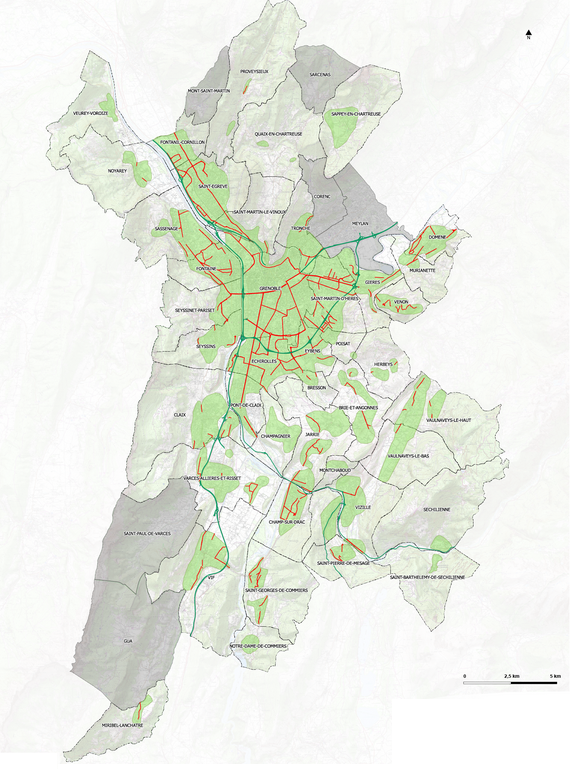 N
PROVEYSIEUX
SARCENAS
MONT-SAINT-MARTIN
VEUREY-VOROIZE
SAPPEY-EN-CHARTREUSE
QUAIX-EN-CHARTREUSE
FONTANIL-CORNILLON
NOYAREY
SAINT-EGREVE
CORENC
SAINT-MARTIN-LE-VINOUX
MEYLAN
SASSENAGE
TRONCHE
DOMENE
FONTAINE
MURIANETTE
GIERES
GRENOBLE
SAINT-MARTIN-D'HERES
VENON
SEYSSINET-PARISET
POISAT
SEYSSINS
EYBENS
ECHIROLLES
HERBEYS
BRESSON
PONT-DE-CLAIX
BRIE-ET-ANGONNES
CLAIX
VAULNAVEYS-LE-HAUT
CHAMPAGNIER
JARRIE
VAULNAVEYS-LE-BAS
MONTCHABOUD
VARCES-ALLIERES-ET-RISSET
VIZILLE
SECHILIENNE
CHAMP-SUR-DRAC
SAINT-PAUL-DE-VARCES
SAINT-PIERRE-DE-MESAGE
VIF
SAINT-BARTHELEMY-DE-SECHILIENNE
SAINT-GEORGES-DE-COMMIERS
GUA
NOTRE-DAME-DE-COMMIERS
0 2,5 km 5 km
MIRIBEL-LANCHATRE